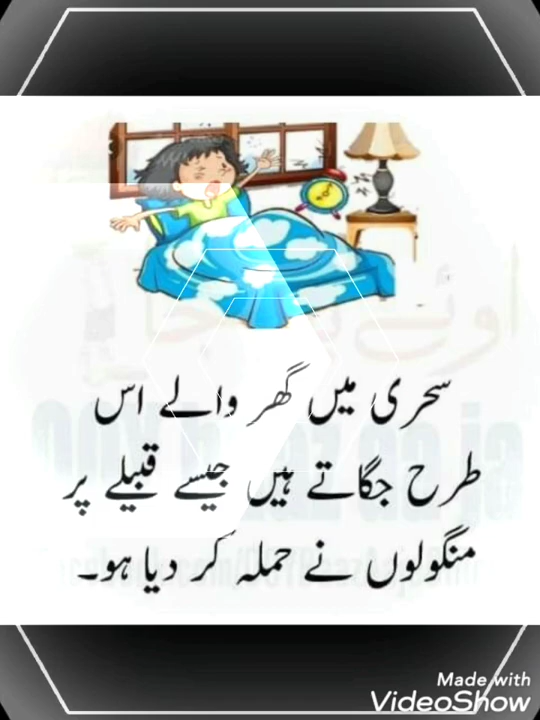 سحری میں گھر والے اس
طرح جگاتے ہیں جیسے قبیلے پر
منگولوں نے حملہ کر دیا ہو۔
Made with
VideoShow